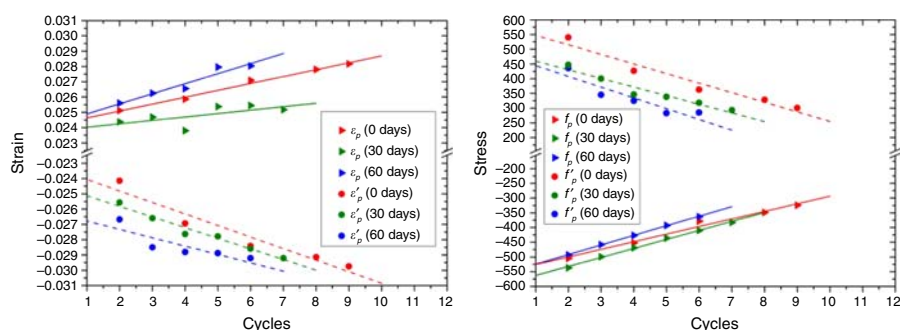 0.031
0.030
0.029
0.028
0.027
0.026
0.025
0.024
0.023
−0.023
−0.024
−0.025
−0.026
−0.027
−0.028
−0.029
−0.030
−0.031
Strain
εp (0 days)
εp (30 days)
εp (60 days)
ε′p (0 days)
ε′p (30 days)
ε′p (60 days)
1 2 3 4 5 6 7 8 9 10 11 12
Cycles
600
550
500
450
400
350
300
250
200
−200
−250
−300
−350
−400
−450
−500
−550
−600
Stress
fp (0 days)
fp (30 days)
fp (60 days)
f′p (0 days)
f′p (30 days)
f′p (60 days)
1 2 3 4 5 6 7 8 9 10 11 12
Cycles